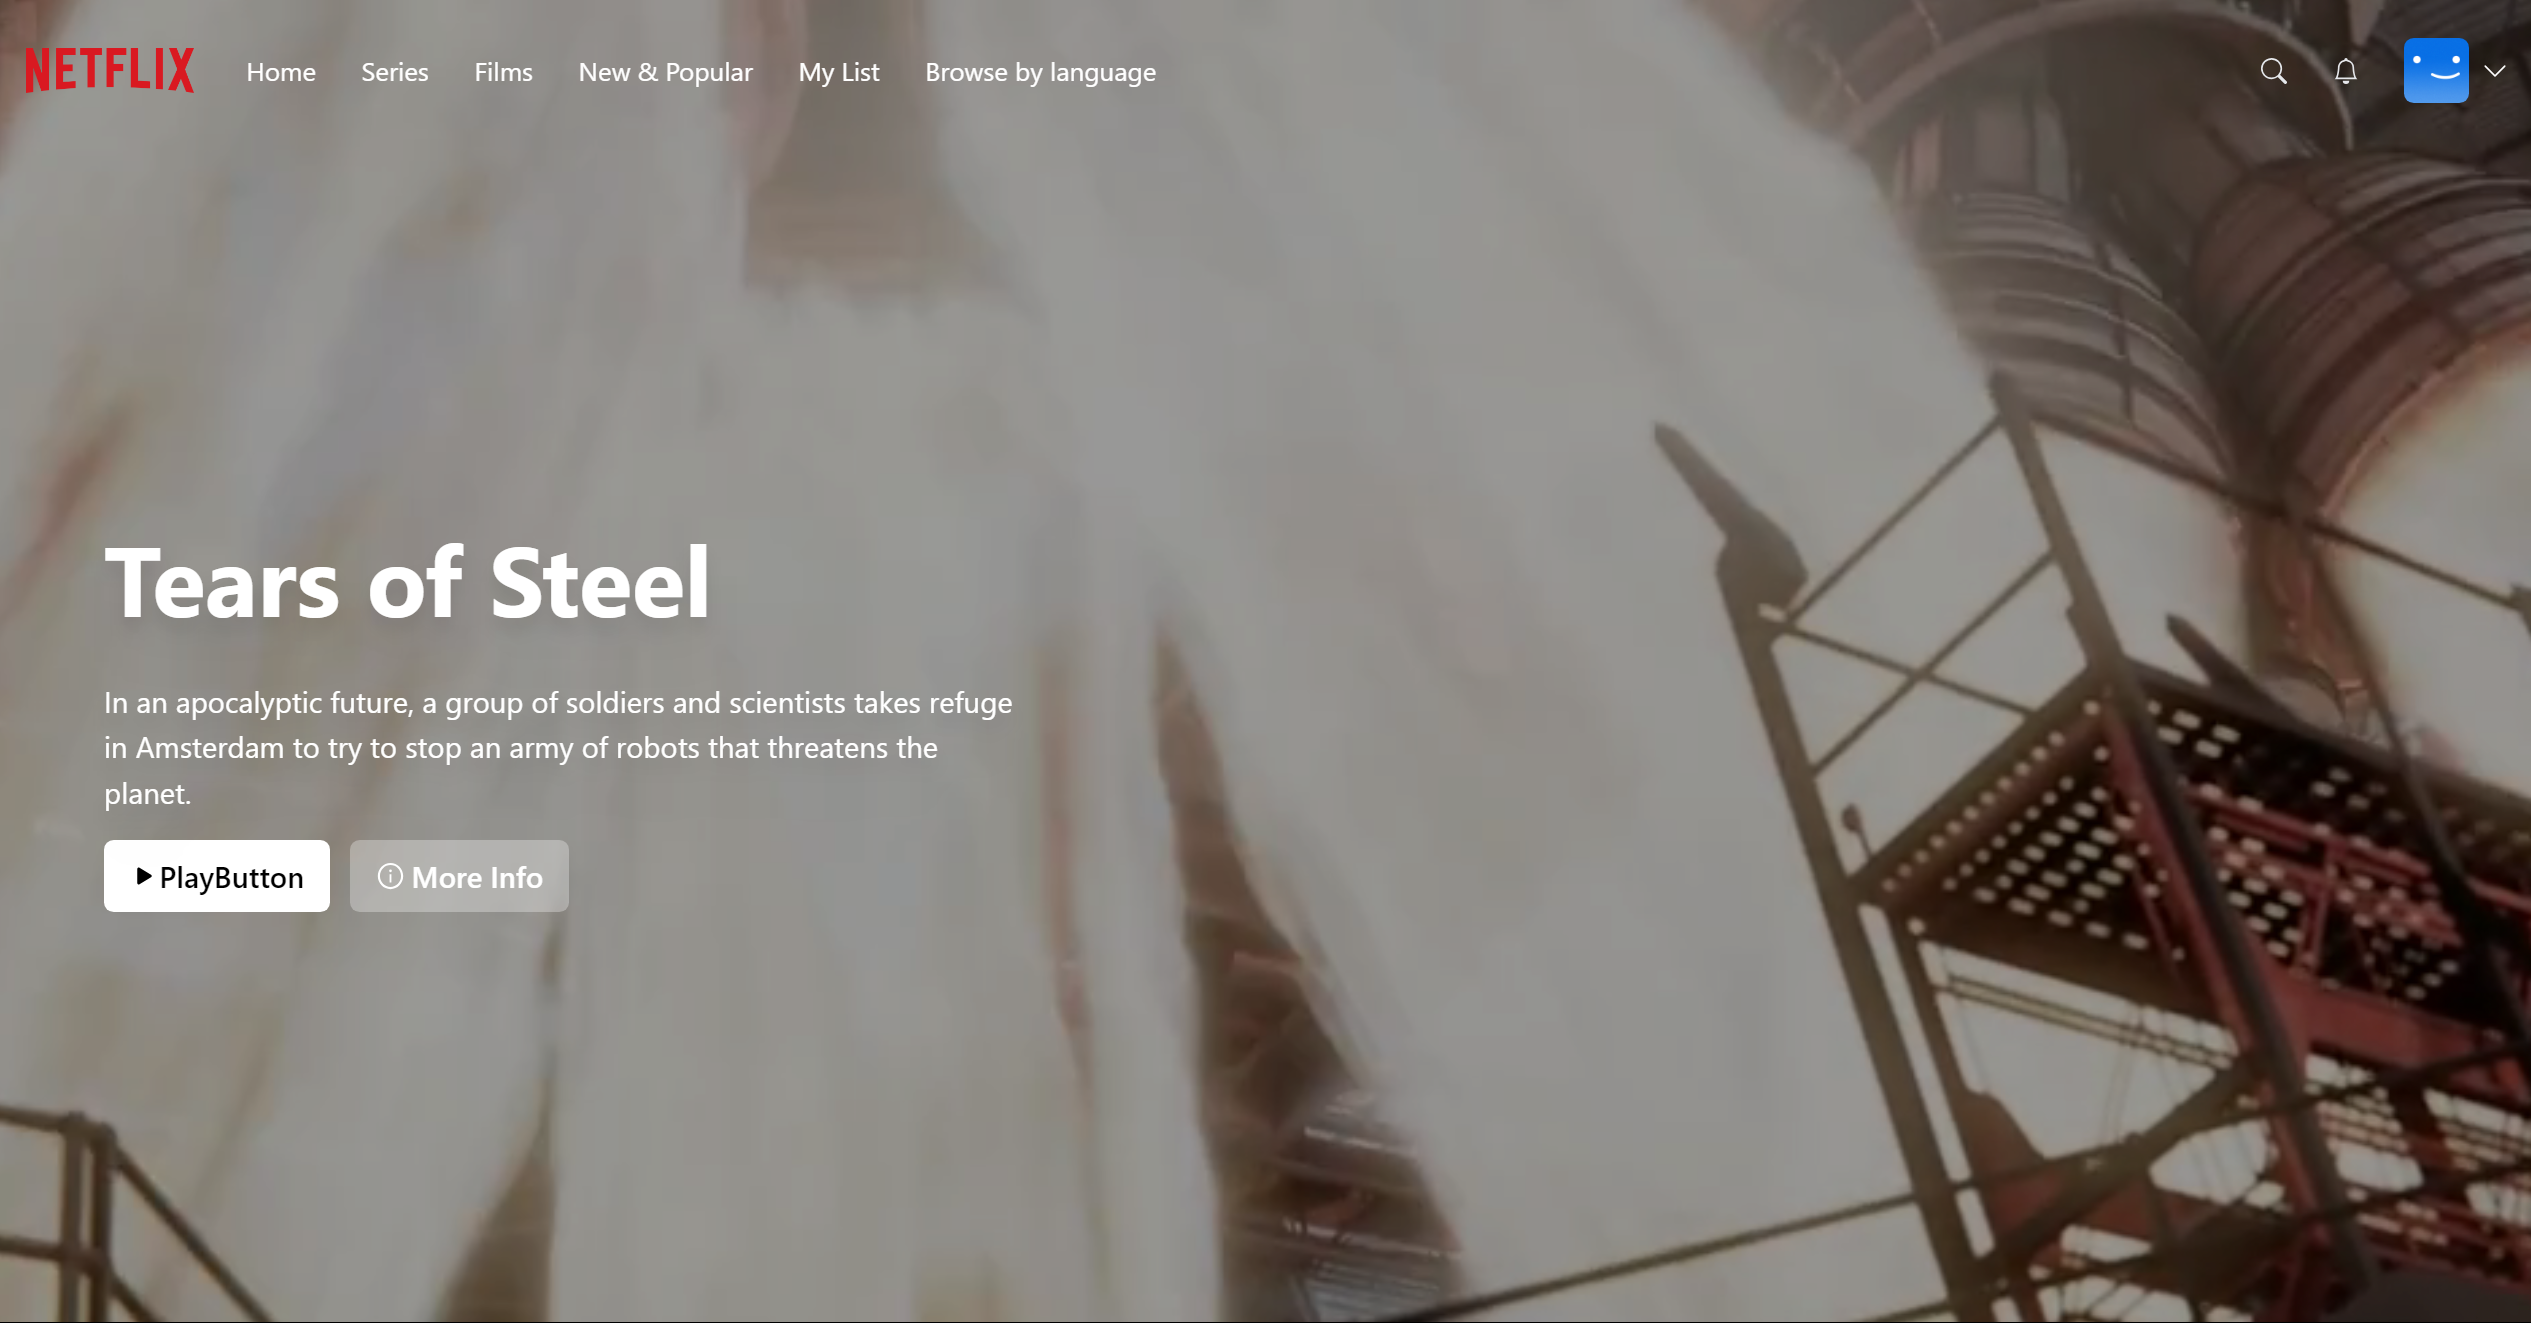 NETFLIX Home Series Films New & Popular My List Browse by language
Tears of Steel
In an apocalyptic future, a group of soldiers and scientists takes refuge
in Amsterdam to try to stop an army of robots that threatens the
planet.
PlayButton More Info